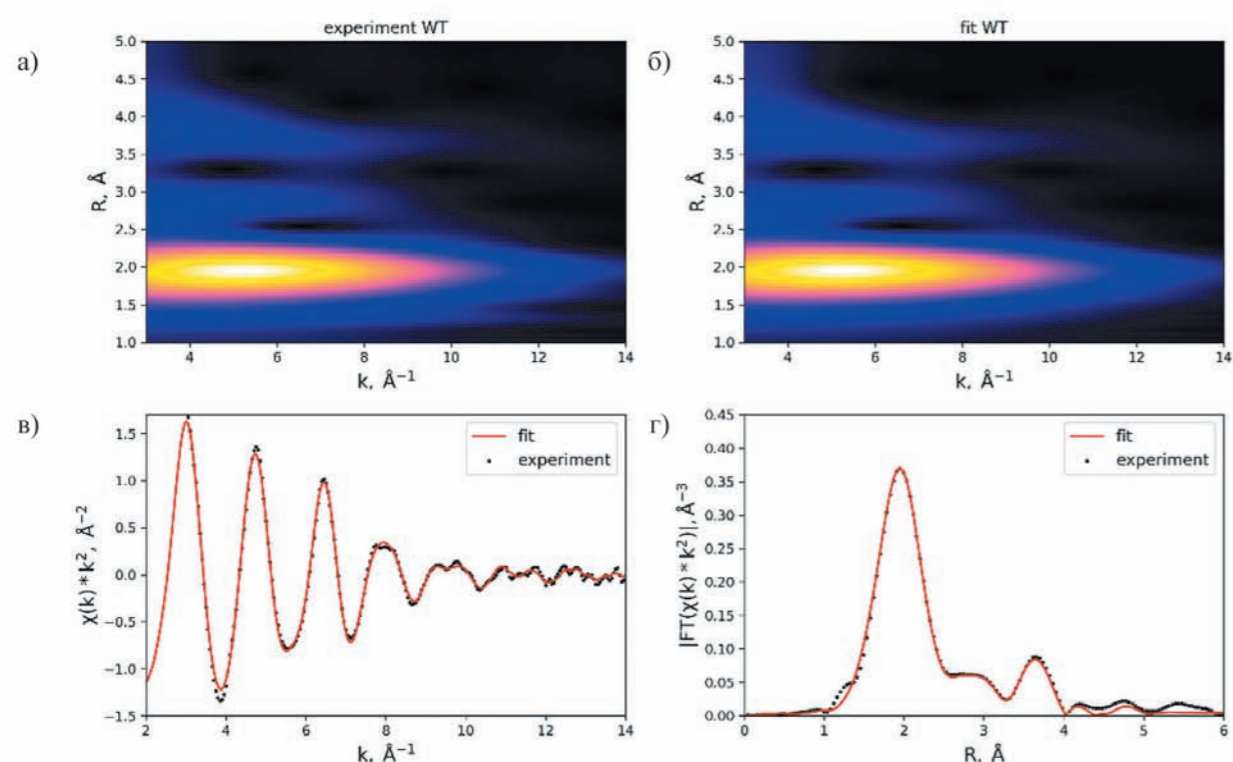 experiment WT
а)
5.0
4.5
4.0
3.5
3.0
2.5
2.0
1.5
1.0
R, Å
4 6 8 10 12 14
k, Å⁻¹
fit WT
б)
5.0
4.5
4.0
3.5
3.0
2.5
2.0
1.5
1.0
R, Å
4 6 8 10 12 14
k, Å⁻¹
в)
1.5
1.0
0.5
0.0
-0.5
-1.0
-1.5
χ(k)*k², Å⁻²
fit
experiment
2 4 6 8 10 12 14
k, Å⁻¹
г)
0.45
0.40
0.35
0.30
0.25
0.20
0.15
0.10
0.05
0.00
|FT(χ(k)*k²)|, Å⁻³
fit
experiment
0 1 2 3 4 5 6
R, Å